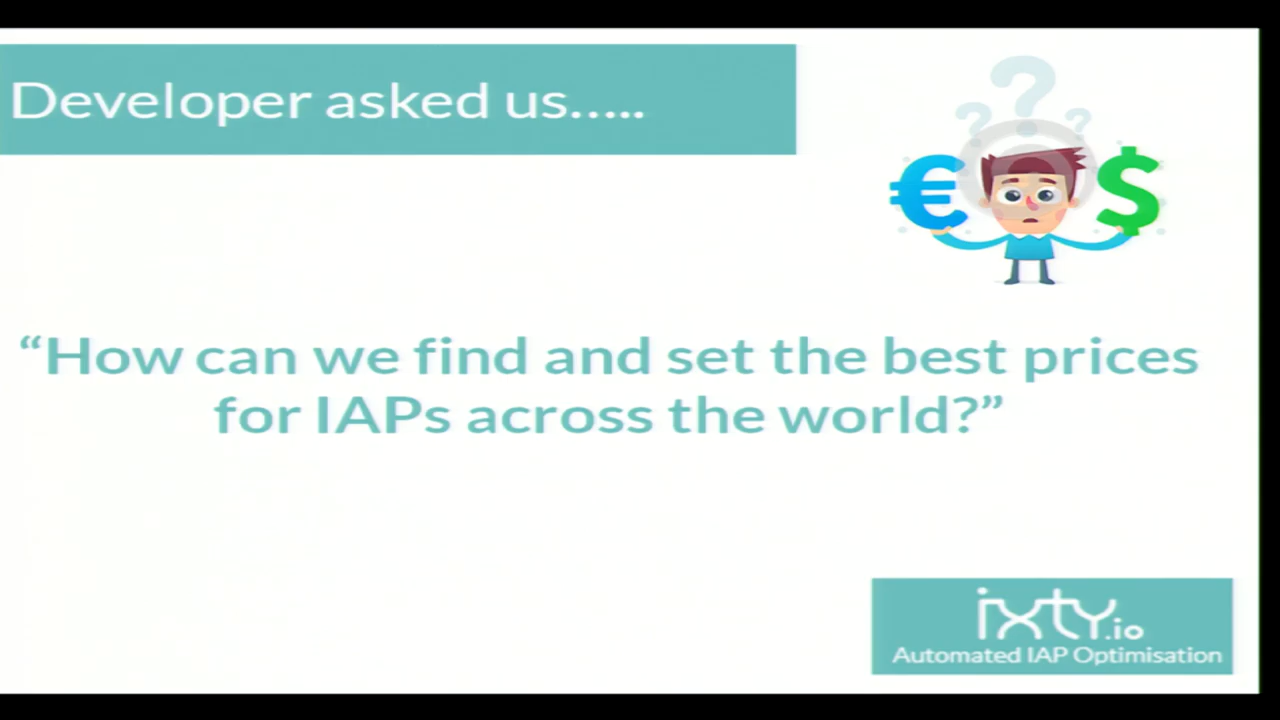 Developer asked us.....
? ? ?
€ $
“How can we find and set the best prices
for IAPs across the world?”
ixty.io
Automated IAP Optimisation